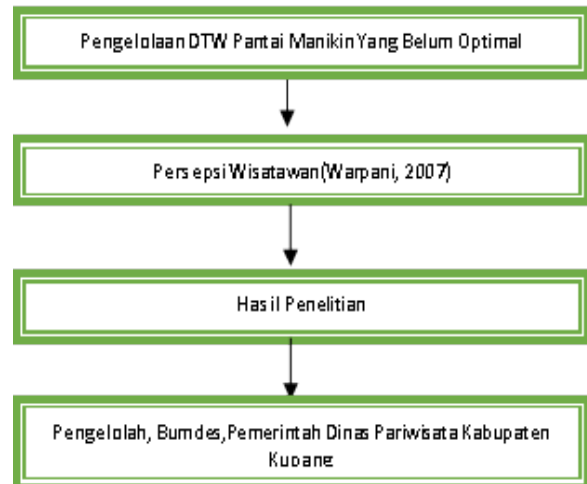 Pengelolaan DTW Pantai Manikin Yang Belum Optimal
Persepsi Wisatawan(Warpani, 2007)
Hasil Penelitian
Pengelolah, Bumdes,Pemerintah Dinas Pariwisata Kabupaten
Kupang